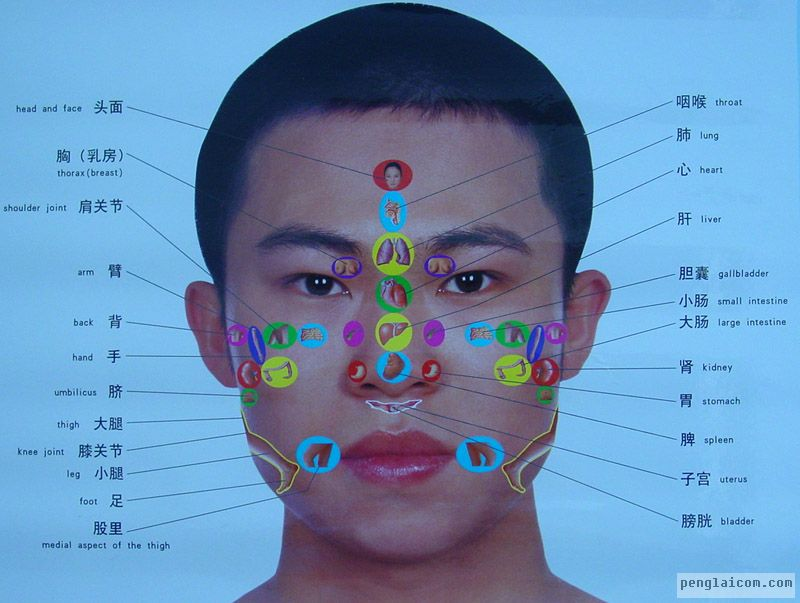 head and face 头面
胸（乳房）
thorax(breast)
shoulder joint 肩关节
arm 臂
back 背
hand 手
umbilicus 脐
thigh 大腿
knee joint 膝关节
leg 小腿
foot 足
股里
medial aspect of the thigh
咽喉 throat
肺 lung
心 heart
肝 liver
胆囊 gallbladder
小肠 small intestine
大肠 large intestine
肾 kidney
胃 stomach
脾 spleen
子宫 uterus
膀胱 bladder
penglaicom.com